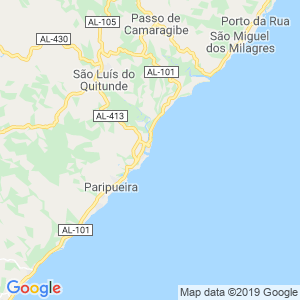 Porto da Rua
Passo de
Camaragibe
AL-105
São Miguel
dos Milagres
AL-430
AL-101
São Luís do
Quitunde
AL-413
Paripueira
AL-101
Google
Map data ©2019 Google